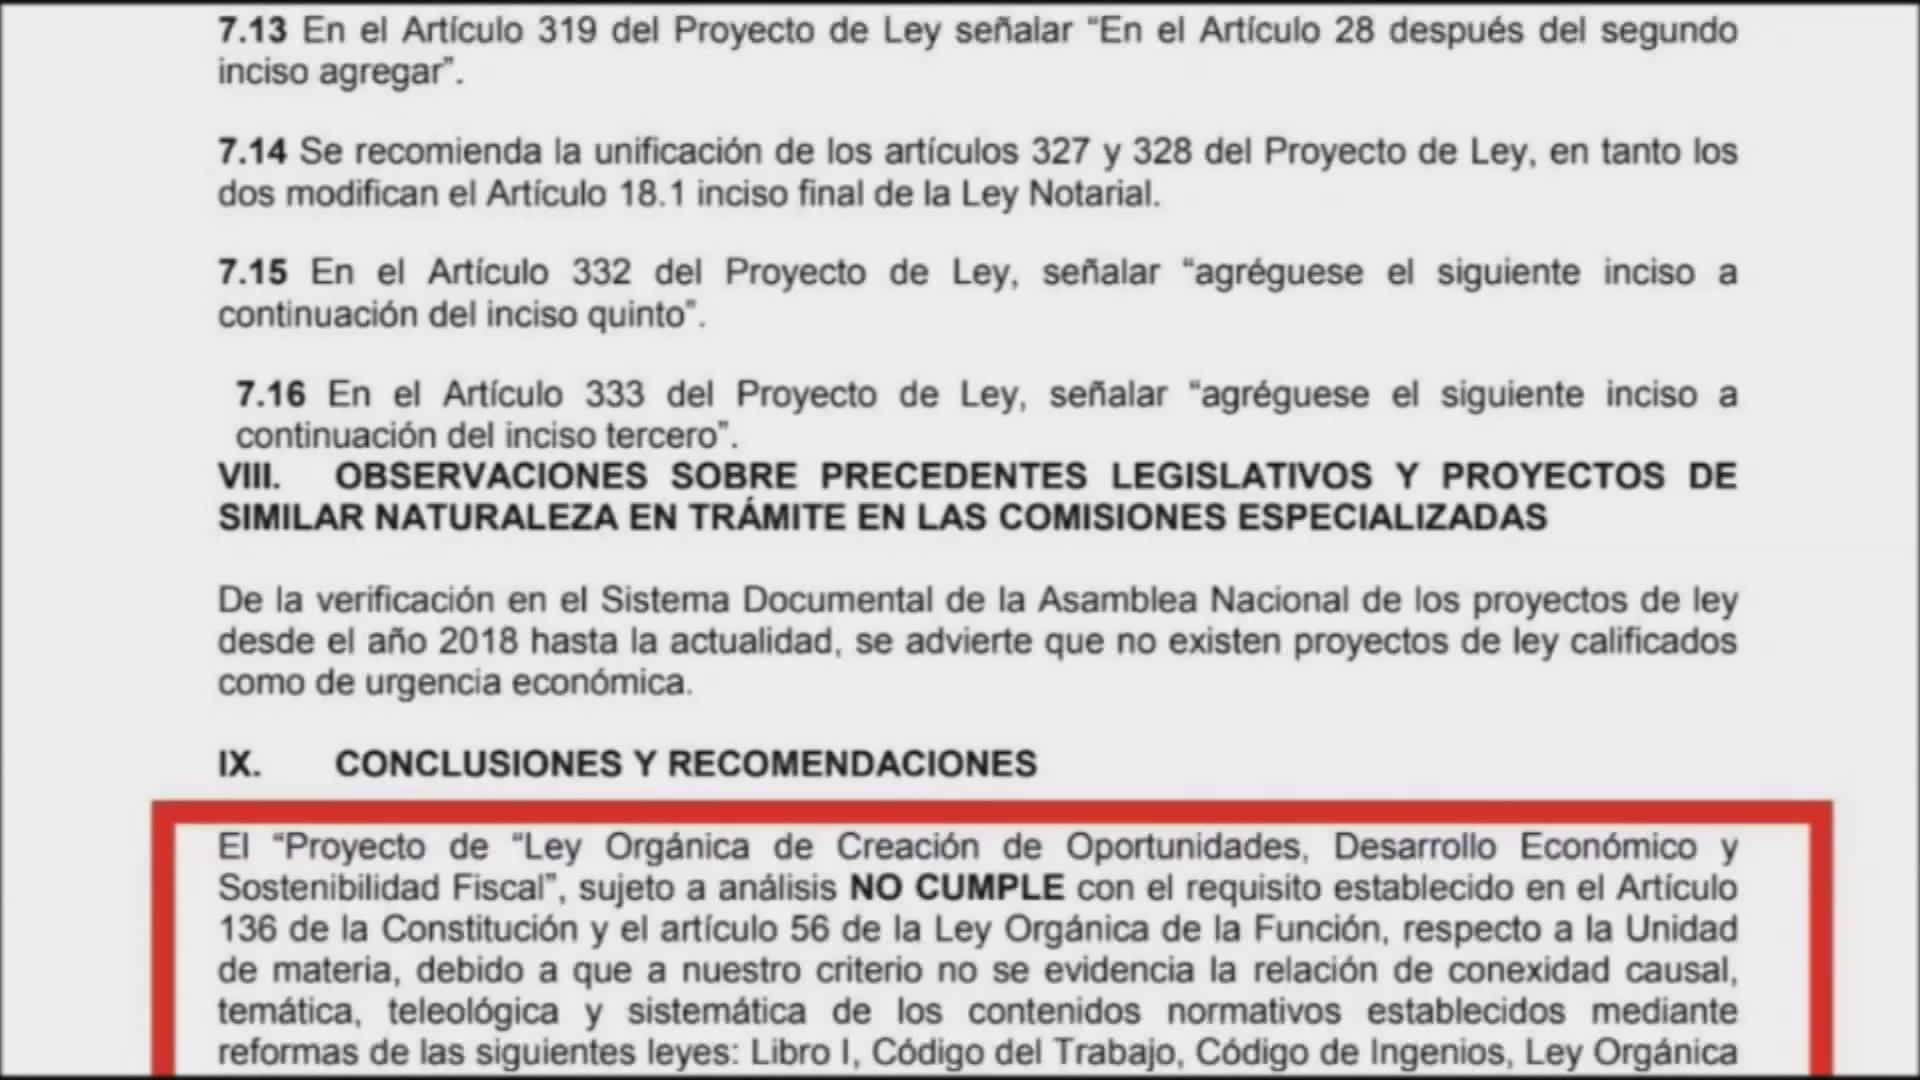 7.13 En el Artículo 319 del Proyecto de Ley señalar “En el Artículo 28 después del segundo
inciso agregar”.
7.14 Se recomienda la unificación de los artículos 327 y 328 del Proyecto de Ley, en tanto los
dos modifican el Artículo 18.1 inciso final de la Ley Notarial.
7.15 En el Artículo 332 del Proyecto de Ley, señalar “agréguese el siguiente inciso a
continuación del inciso quinto”.
7.16 En el Artículo 333 del Proyecto de Ley, señalar “agréguese el siguiente inciso a
continuación del inciso tercero”.
VIII. OBSERVACIONES SOBRE PRECEDENTES LEGISLATIVOS Y PROYECTOS DE
SIMILAR NATURALEZA EN TRÁMITE EN LAS COMISIONES ESPECIALIZADAS
De la verificación en el Sistema Documental de la Asamblea Nacional de los proyectos de ley
desde el año 2018 hasta la actualidad, se advierte que no existen proyectos de ley calificados
como de urgencia económica.
IX. CONCLUSIONES Y RECOMENDACIONES
El “Proyecto de “Ley Orgánica de Creación de Oportunidades, Desarrollo Económico y
Sostenibilidad Fiscal”, sujeto a análisis NO CUMPLE con el requisito establecido en el Artículo
136 de la Constitución y el artículo 56 de la Ley Orgánica de la Función, respecto a la Unidad
de materia, debido a que a nuestro criterio no se evidencia la relación de conexidad causal,
temática, teleológica y sistemática de los contenidos normativos establecidos mediante
reformas de las siguientes leyes: Libro I, Código del Trabajo, Código de Ingenios, Ley Orgánica